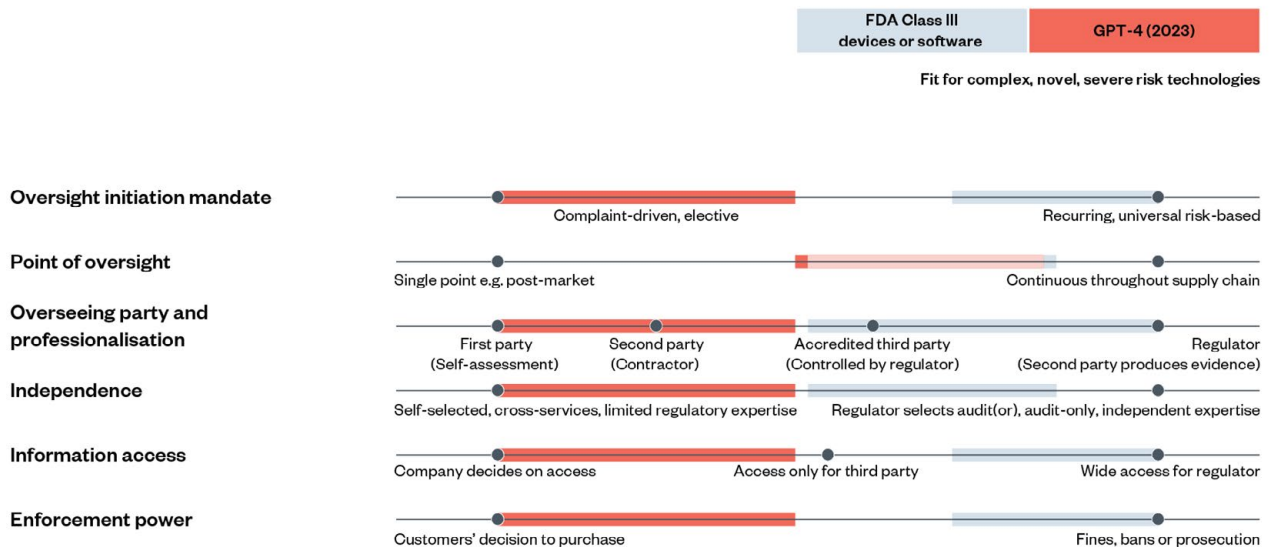 FDA Class III
devices or software
GPT-4 (2023)
Fit for complex, novel, severe risk technologies
Oversight initiation mandate
Complaint-driven, elective
Recurring, universal risk-based
Point of oversight
Single point e.g. post-market
Continuous throughout supply chain
Overseeing party and
professionalisation
First party
(Self-assessment)
Second party
(Contractor)
Accredited third party
(Controlled by regulator)
Regulator
(Second party produces evidence)
Independence
Self-selected, cross-services, limited regulatory expertise
Regulator selects audit(or), audit-only, independent expertise
Information access
Company decides on access
Access only for third party
Wide access for regulator
Enforcement power
Customers' decision to purchase
Fines, bans or prosecution